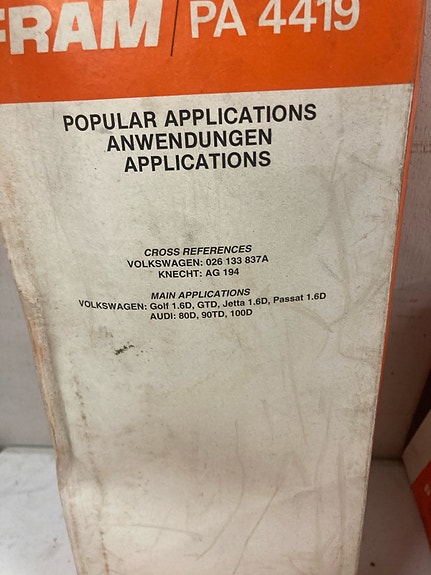 FRAM / PA 4419
POPULAR APPLICATIONS
ANWENDUNGEN
APPLICATIONS
CROSS REFERENCES
VOLKSWAGEN: 026 133 837A
KNECHT: AG 194
MAIN APPLICATIONS
VOLKSWAGEN: Golf 1.6D, GTD, Jetta 1.6D, Passat 1.6D
AUDI: 80D, 90TD, 100D